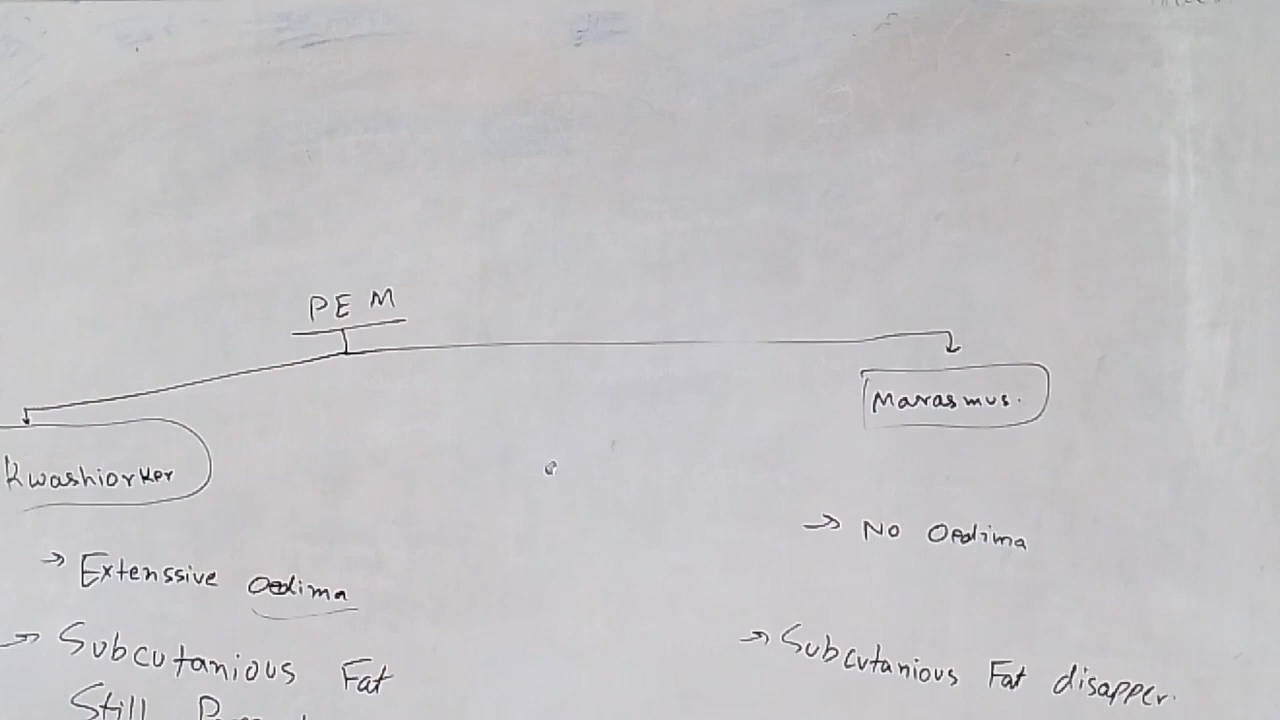 PEM
Marasmus.
Kwashiorker
→ No Oedima
→ Extenssive Oedima
→ Subcutanious Fat
→ Subcutanious Fat disapper.
Still